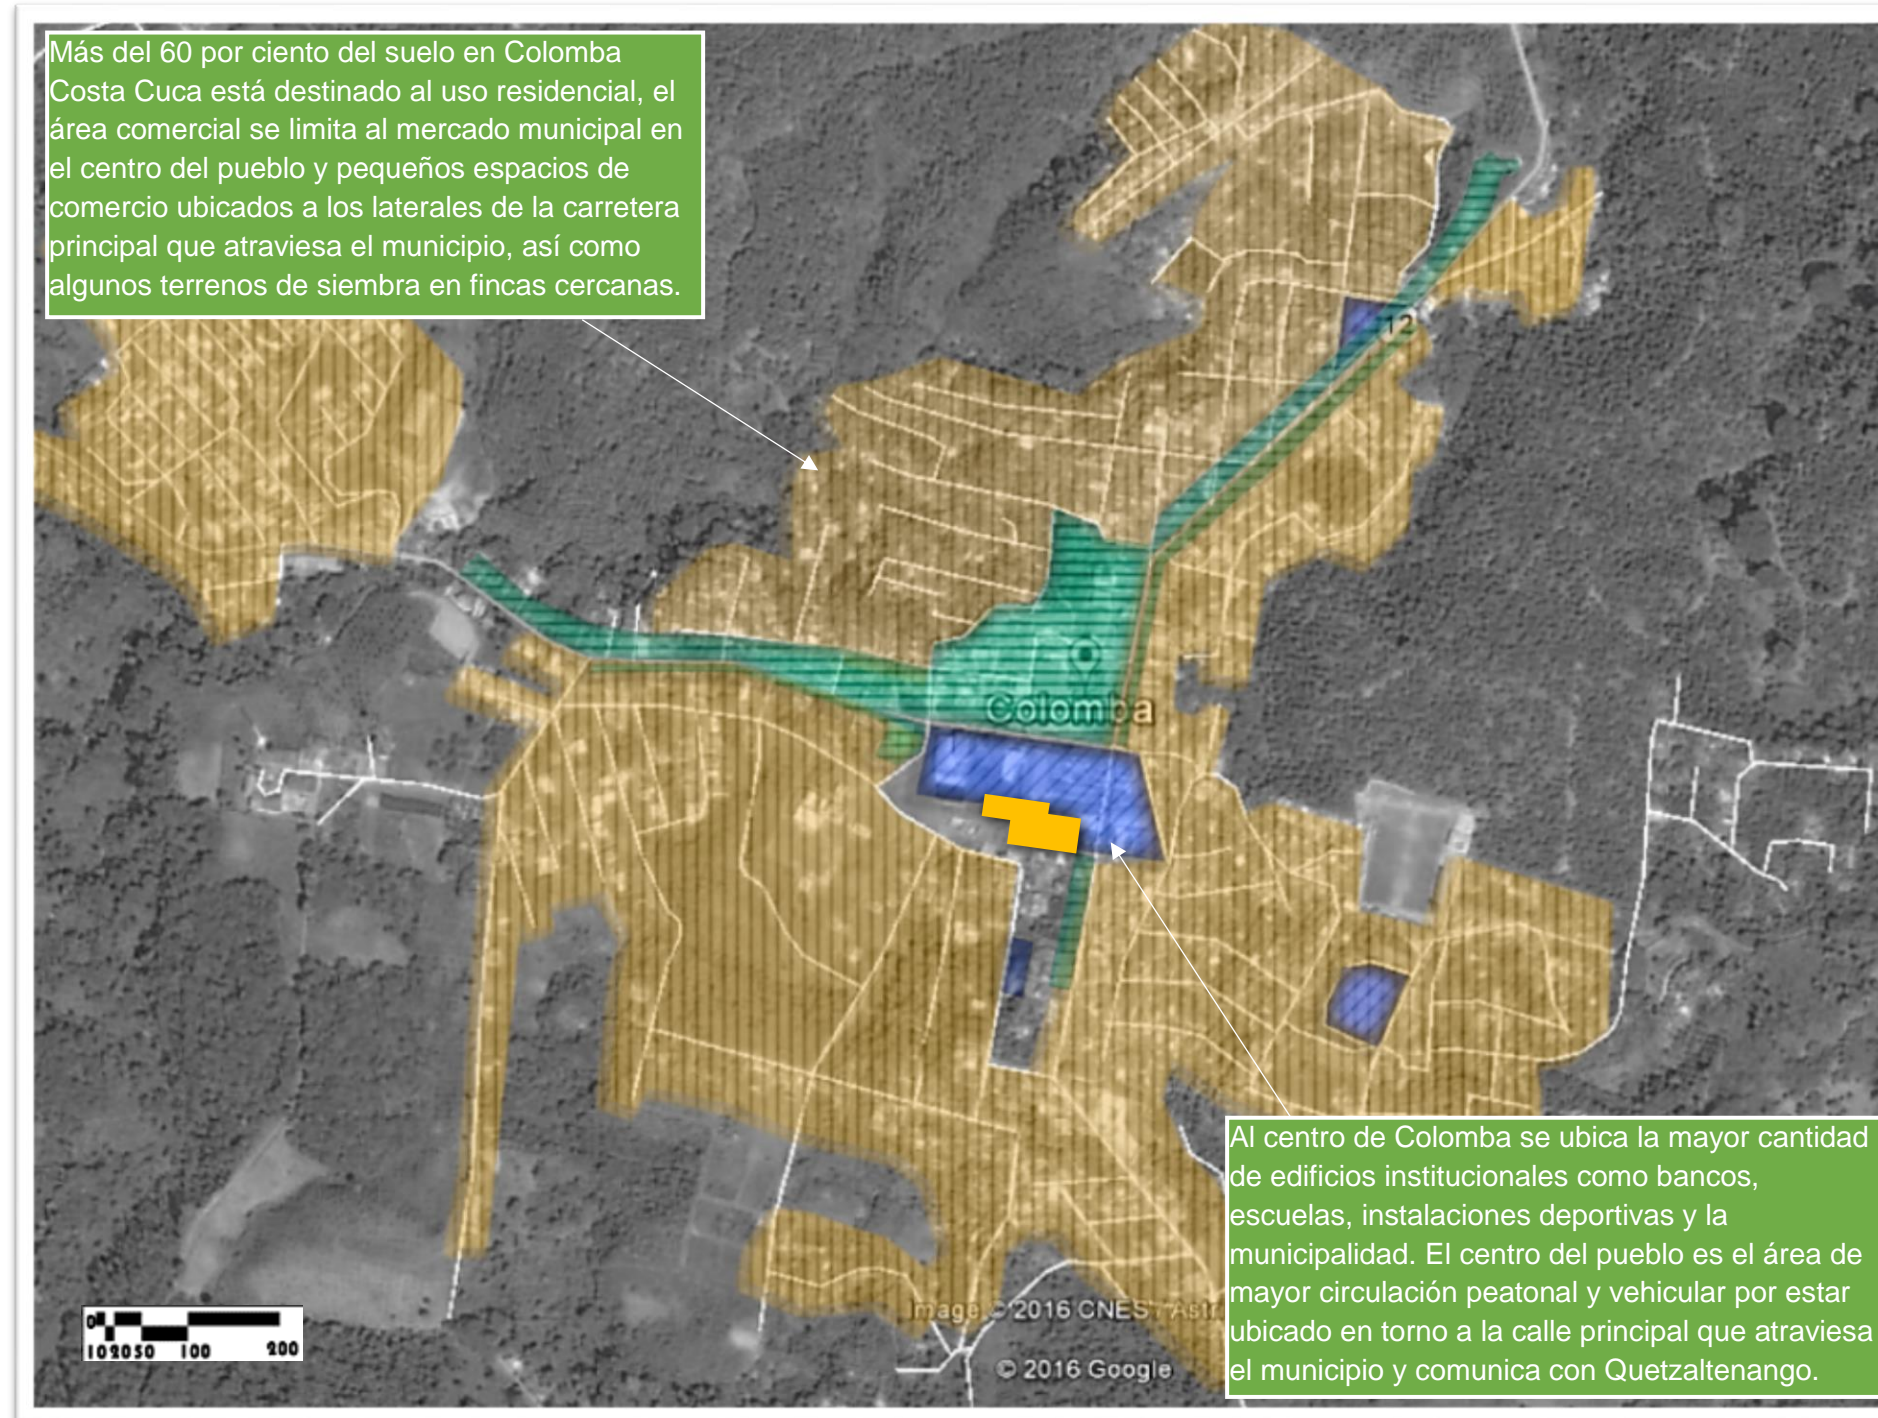 Más del 60 por ciento del suelo en Colomba
Costa Cuca está destinado al uso residencial, el
área comercial se limita al mercado municipal en
el centro del pueblo y pequeños espacios de
comercio ubicados a los laterales de la carretera
principal que atraviesa el municipio, así como
algunos terrenos de siembra en fincas cercanas.
12
Colomba
Al centro de Colomba se ubica la mayor cantidad
de edificios institucionales como bancos,
escuelas, instalaciones deportivas y la
municipalidad. El centro del pueblo es el área de
mayor circulación peatonal y vehicular por estar
ubicado en torno a la calle principal que atraviesa
el municipio y comunica con Quetzaltenango.
Image © 2016 CNES / Astr
© 2016 Google
0
10 20 50 100 200